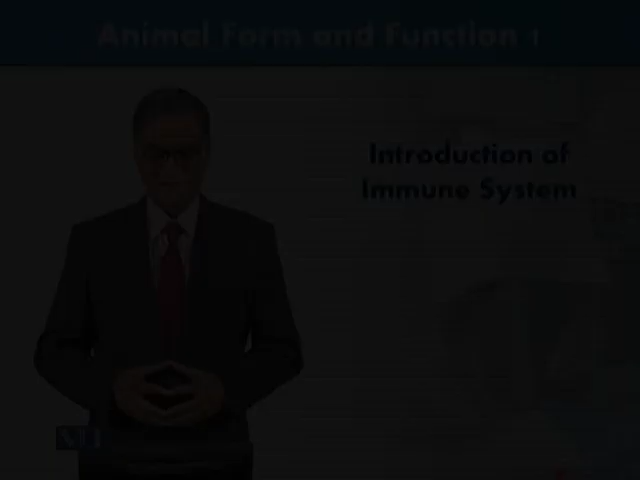 Animal Form and Function 1
Introduction of
Immune System